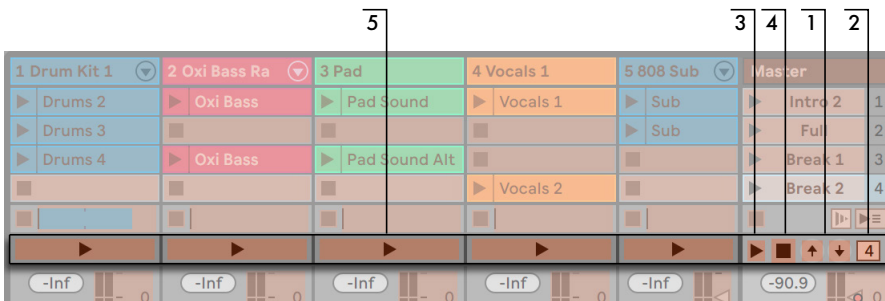 5 3 4 1 2
1 Drum Kit 1 2 Oxi Bass Ra 3 Pad 4 Vocals 1 5 808 Sub Master
Drums 2 Oxi Bass Pad Sound Vocals 1 Sub Intro 2 1
Drums 3 Sub Full 2
Drums 4 Oxi Bass Pad Sound Alt Break 1 3
Vocals 2 Break 2 4
4
-Inf 0 -Inf 0 -Inf 0 -Inf 0 -Inf 0 -90.9 0